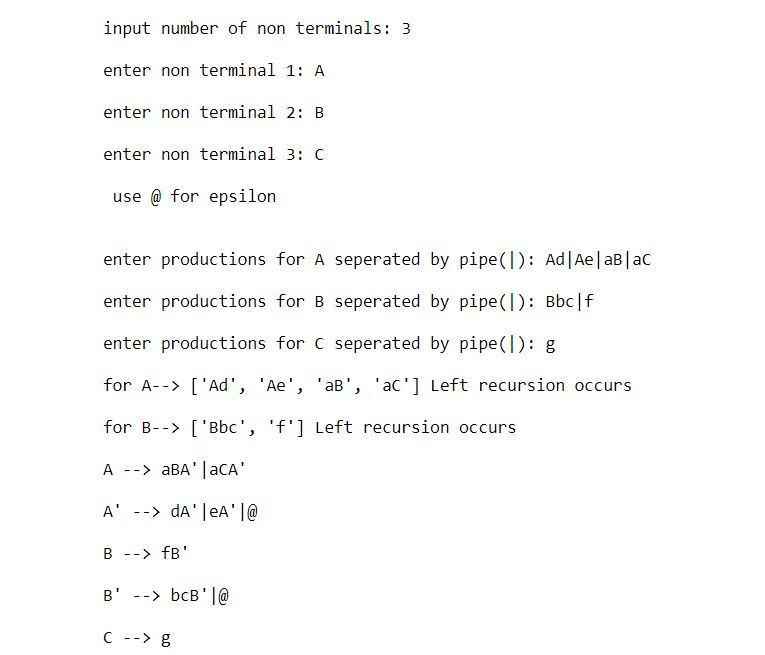 input number of non terminals: 3
enter non terminal 1: A
enter non terminal 2: B
enter non terminal 3: C
use @ for epsilon
enter productions for A seperated by pipe(|): Ad|Ae|aB|aC
enter productions for B seperated by pipe(|): Bbc|f
enter productions for C seperated by pipe(|): g
for A--> ['Ad', 'Ae', 'aB', 'aC'] Left recursion occurs
for B--> ['Bbc', 'f'] Left recursion occurs
A --> aBA'|aCA'
A' --> dA'|eA'|@
B --> fB'
B' --> bcB'|@
C --> g